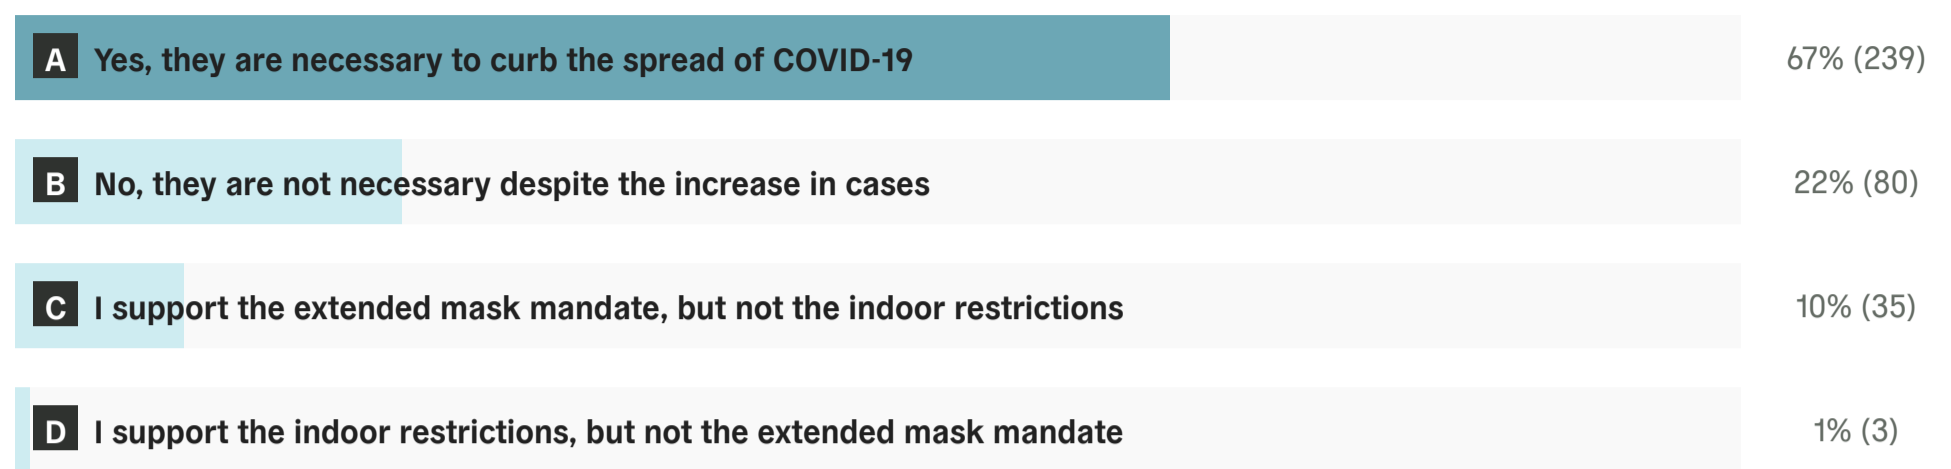 A Yes, they are necessary to curb the spread of COVID-19 67% (239)
B No, they are not necessary despite the increase in cases 22% (80)
C I support the extended mask mandate, but not the indoor restrictions 10% (35)
D I support the indoor restrictions, but not the extended mask mandate 1% (3)